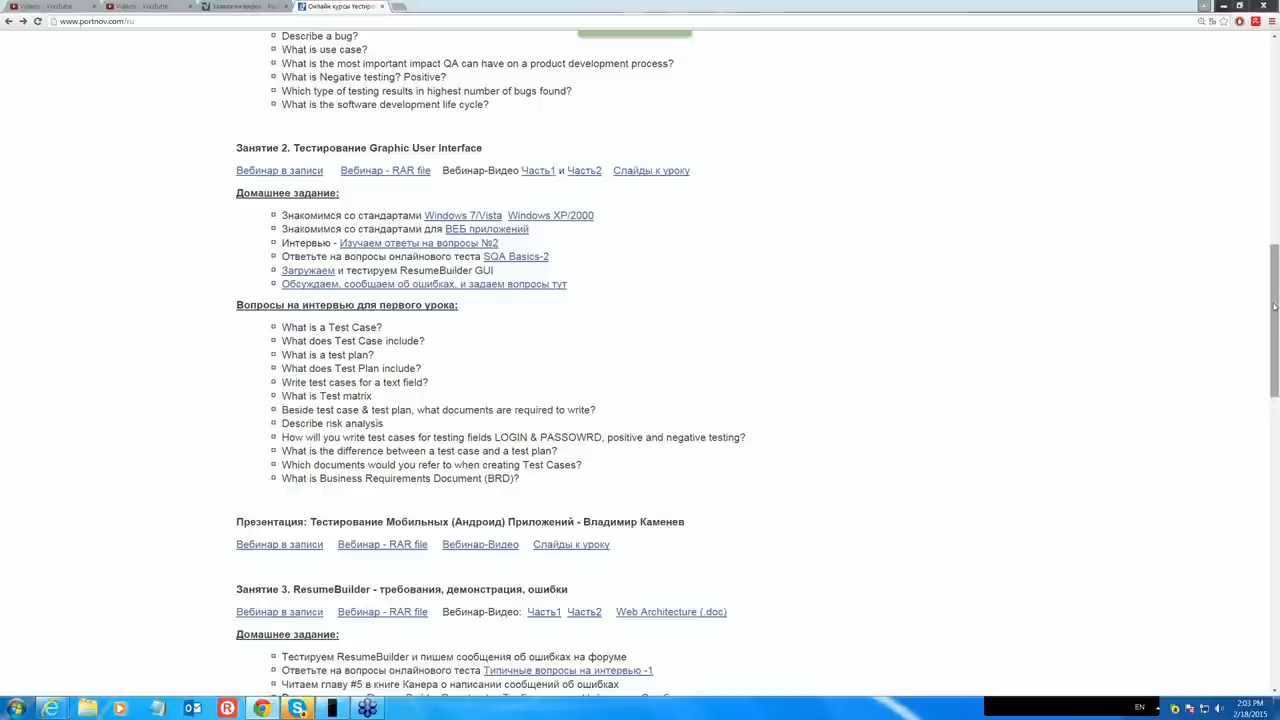 Videos - YouTube
Videos - YouTube
Онлайн курсы тестиро
www.portnov.com/ru
Describe a bug?
What is use case?
What is the most important impact QA can have on a product development process?
What is Negative testing? Positive?
Which type of testing results in highest number of bugs found?
What is the software development life cycle?
Занятие 2. Тестирование Graphic User Interface
Вебинар в записи Вебинар - RAR file Вебинар-Видео Часть1 и Часть2 Слайды к уроку
Домашнее задание:
Знакомимся со стандартами Windows 7/Vista Windows XP/2000
Знакомимся со стандартами для ВЕБ приложений
Интервью - Изучаем ответы на вопросы №2
Ответьте на вопросы онлайнового теста SQA Basics-2
Загружаем и тестируем ResumeBuilder GUI
Обсуждаем, сообщаем об ошибках, и задаем вопросы тут
Вопросы на интервью для первого урока:
What is a Test Case?
What does Test Case include?
What is a test plan?
What does Test Plan include?
Write test cases for a text field?
What is Test matrix
Beside test case & test plan, what documents are required to write?
Describe risk analysis
How will you write test cases for testing fields LOGIN & PASSOWRD, positive and negative testing?
What is the difference between a test case and a test plan?
Which documents would you refer to when creating Test Cases?
What is Business Requirements Document (BRD)?
Презентация: Тестирование Мобильных (Андроид) Приложений - Владимир Каменев
Вебинар в записи Вебинар - RAR file Вебинар-Видео Слайды к уроку
Занятие 3. ResumeBuilder - требования, демонстрация, ошибки
Вебинар в записи Вебинар - RAR file Вебинар-Видео: Часть1 Часть2 Web Architecture (.doc)
Домашнее задание:
Тестируем ResumeBuilder и пишем сообщения об ошибках на форуме
Ответьте на вопросы онлайнового теста Типичные вопросы на интервью -1
Читаем главу #5 в книге Канера о написании сообщений об ошибках
EN
2:03 PM
2/18/2015